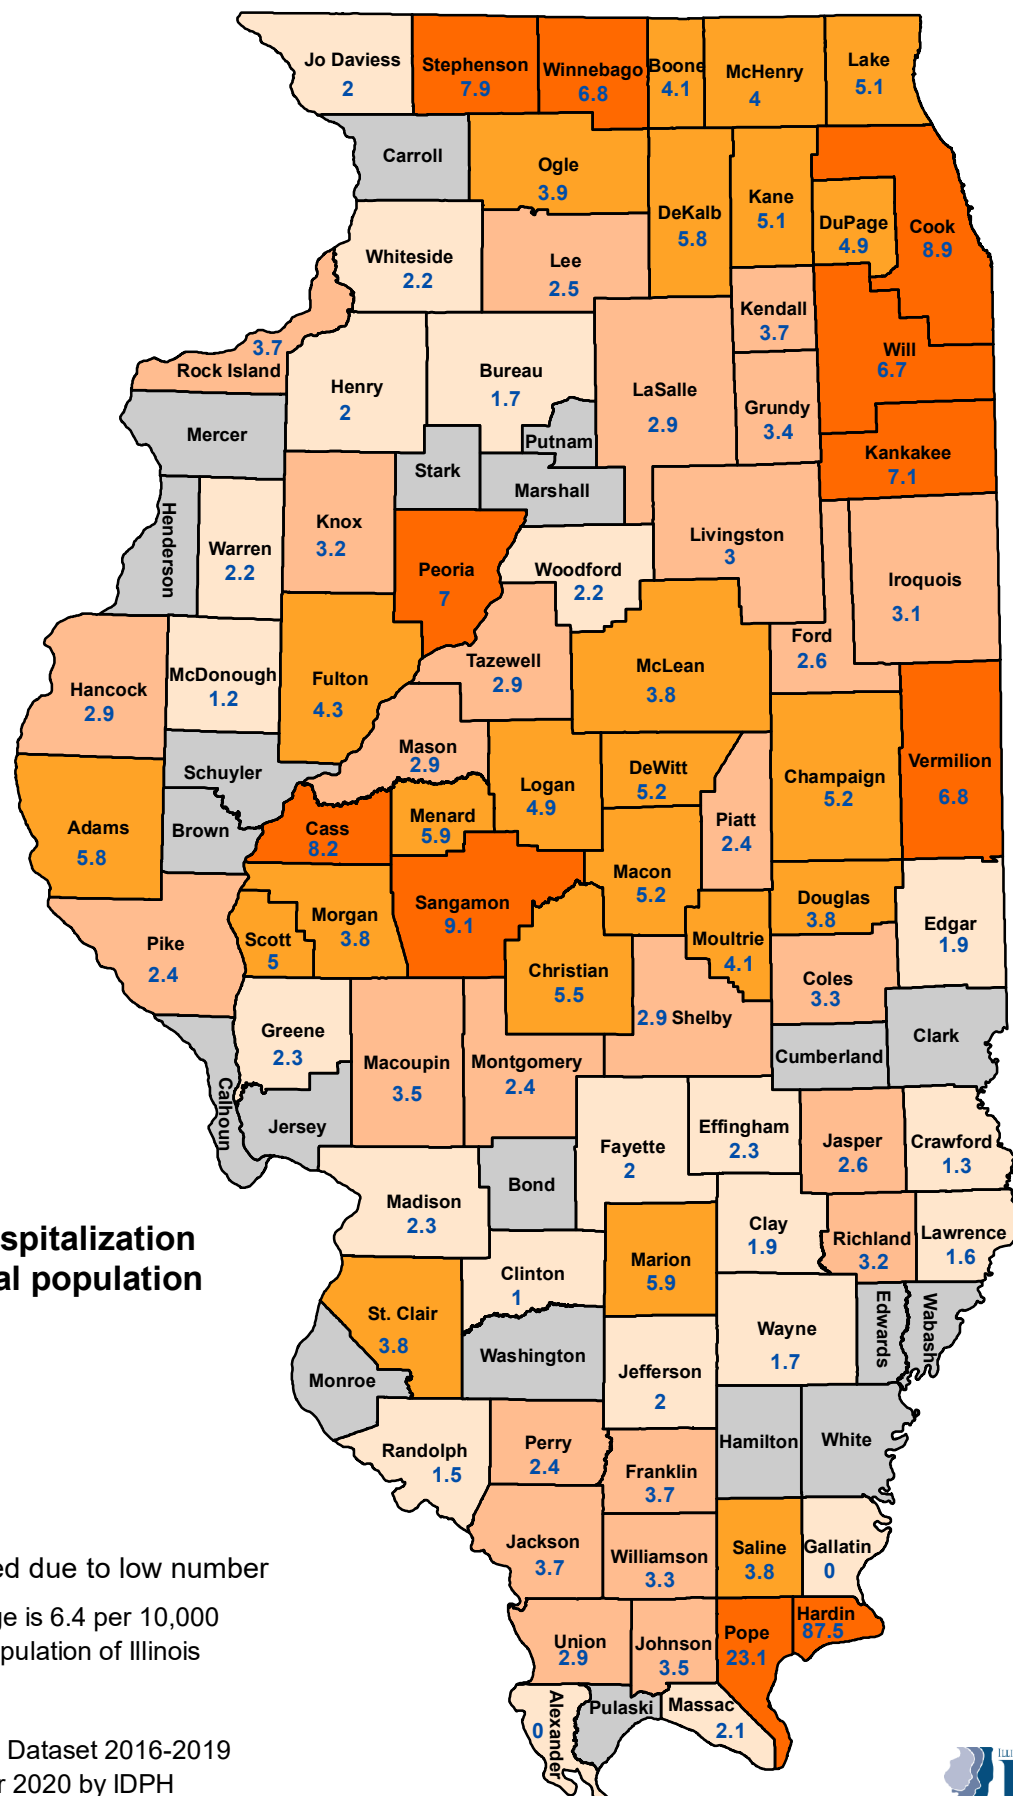 Jo Daviess
2
Stephenson
7.9
Winnebago
6.8
Boone
4.1
McHenry
4
Lake
5.1
Carroll
Ogle
3.9
DeKalb
5.8
Kane
5.1
DuPage
4.9
Cook
8.9
Whiteside
2.2
Lee
2.5
Kendall
3.7
3.7
Rock Island
Henry
2
Bureau
1.7
LaSalle
2.9
Grundy
3.4
Will
6.7
Mercer
Putnam
Kankakee
7.1
Stark
Marshall
Henderson
Warren
2.2
Knox
3.2
Peoria
7
Woodford
2.2
Livingston
3
Iroquois
3.1
Ford
2.6
Hancock
2.9
McDonough
1.2
Fulton
4.3
Tazewell
2.9
McLean
3.8
Mason
2.9
Schuyler
Logan
4.9
DeWitt
5.2
Champaign
5.2
Vermilion
6.8
Adams
5.8
Brown
Cass
8.2
Menard
5.9
Piatt
2.4
Macon
5.2
Sangamon
9.1
Morgan
3.8
Scott
5
Douglas
3.8
Edgar
1.9
Pike
2.4
Christian
5.5
Moultrie
4.1
Coles
3.3
2.9 Shelby
Greene
2.3
Macoupin
3.5
Montgomery
2.4
Cumberland
Clark
Calhoun
Jersey
Fayette
2
Effingham
2.3
Jasper
2.6
Crawford
1.3
Bond
Madison
2.3
Clay
1.9
Richland
3.2
Lawrence
1.6
spitalization
al population
Clinton
1
Marion
5.9
St. Clair
3.8
Edwards
Wabash
Wayne
1.7
Washington
Monroe
Jefferson
2
Hamilton
White
Randolph
1.5
Perry
2.4
Franklin
3.7
Jackson
3.7
Williamson
3.3
Saline
3.8
Gallatin
0
ed due to low number
ge is 6.4 per 10,000
pulation of Illinois
Hardin
87.5
Pope
23.1
Union
2.9
Johnson
3.5
Alexander
0
Pulaski
Massac
2.1
Dataset 2016-2019
r 2020 by IDPH